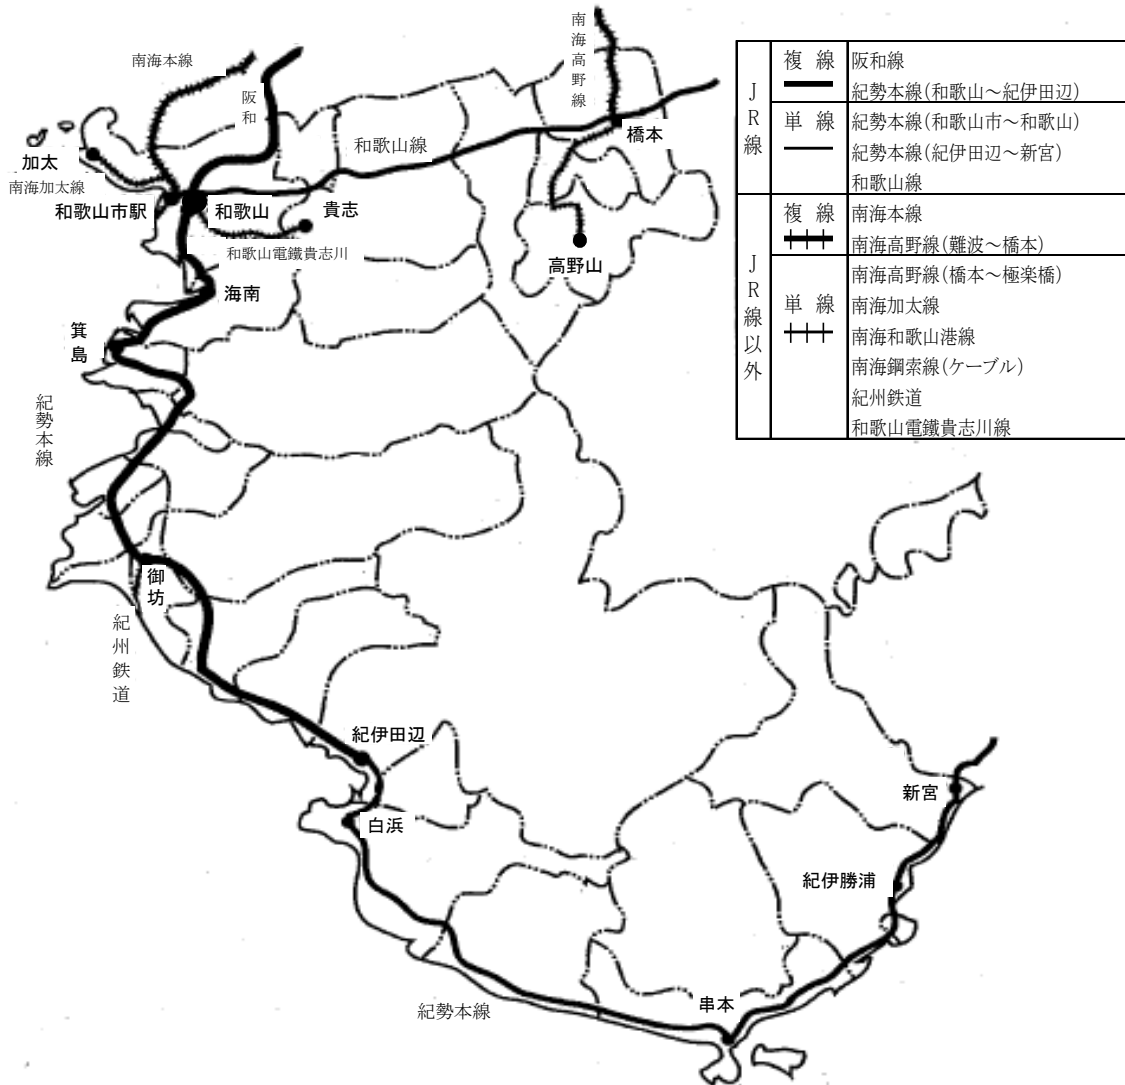 南海本線
南海高野線
阪和
加太
南海加太線
和歌山市駅
和歌山
和歌山線
橋本
貴志
和歌山電鐵貴志川
高野山
海南
箕島
紀勢本線
御坊
紀州鉄道
紀伊田辺
白浜
新宮
紀伊勝浦
串本
紀勢本線
JR線
複線
阪和線
紀勢本線(和歌山～紀伊田辺)
単線
紀勢本線(和歌山市～和歌山)
紀勢本線(紀伊田辺～新宮)
和歌山線
JR線以外
複線
南海本線
南海高野線(難波～橋本)
単線
南海高野線(橋本～極楽橋)
南海加太線
南海和歌山港線
南海鋼索線(ケーブル)
紀州鉄道
和歌山電鐵貴志川線